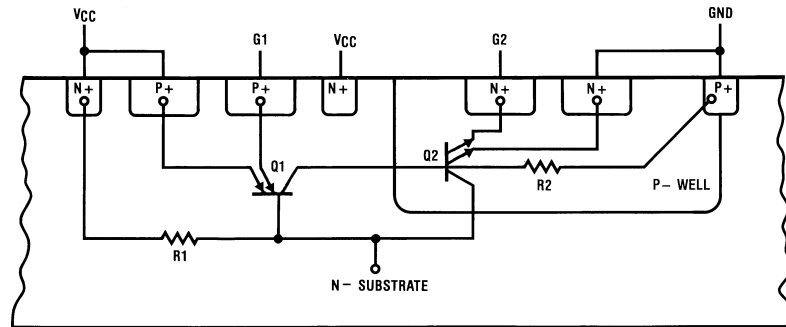 VCC G1 VCC G2 GND
N+ P+ P+ N+ N+ N+ P+
Q1 Q2
R2 P- WELL
R1
N- SUBSTRATE